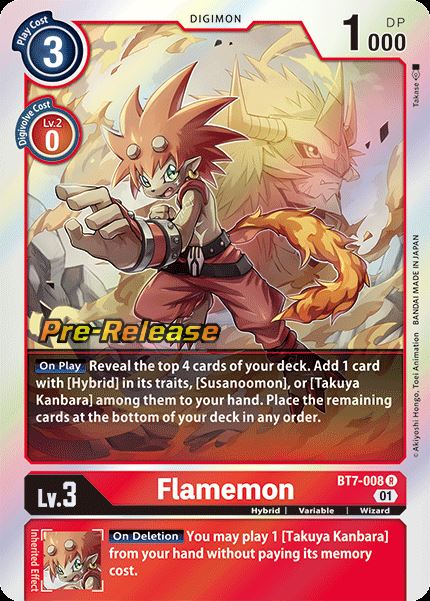 DIGIMON
Play Cost
3
DP
1000
Digivolve Cost
Lv.2
0
Takase
Pre-Release
On Play Reveal the top 4 cards of your deck. Add 1 card
with [Hybrid] in its traits, [Susanoomon], or [Takuya
Kanbara] among them to your hand. Place the remaining
cards at the bottom of your deck in any order.
© Akiyoshi Hongo, Toei Animation BANDAI MADE IN JAPAN
Lv.3
Flamemon
BT7-008 R
01
Hybrid | Variable | Wizard
Inherited Effect
On Deletion You may play 1 [Takuya Kanbara]
from your hand without paying its memory
cost.